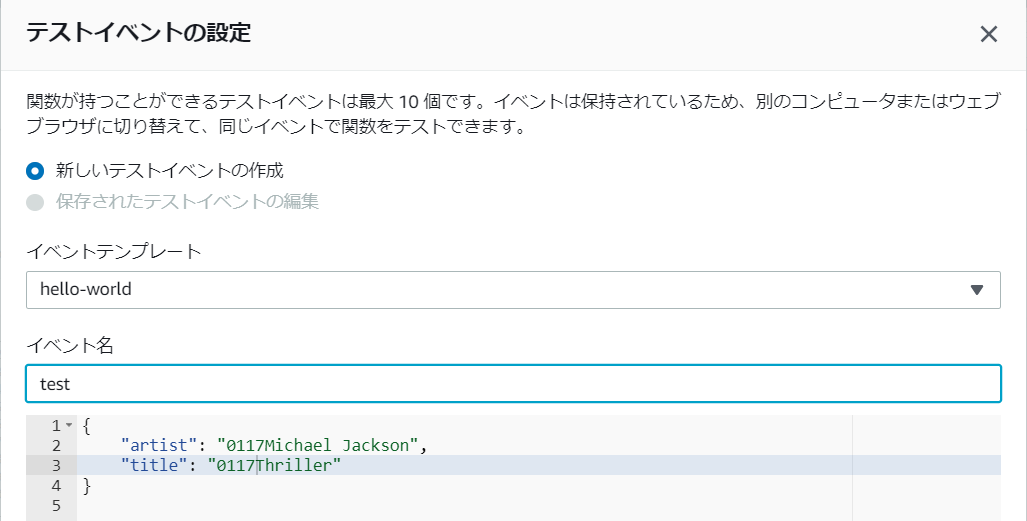 テストイベントの設定
関数が持つことができるテストイベントは最大 10 個です。イベントは保持されているため、別のコンピュータまたはウェブ
ブラウザに切り替えて、同じイベントで関数をテストできます。
新しいテストイベントの作成
保存されたテストイベントの編集
イベントテンプレート
hello-world
イベント名
test
1 {
2 "artist": "0117Michael Jackson",
3 "title": "0117Thriller"
4 }
5